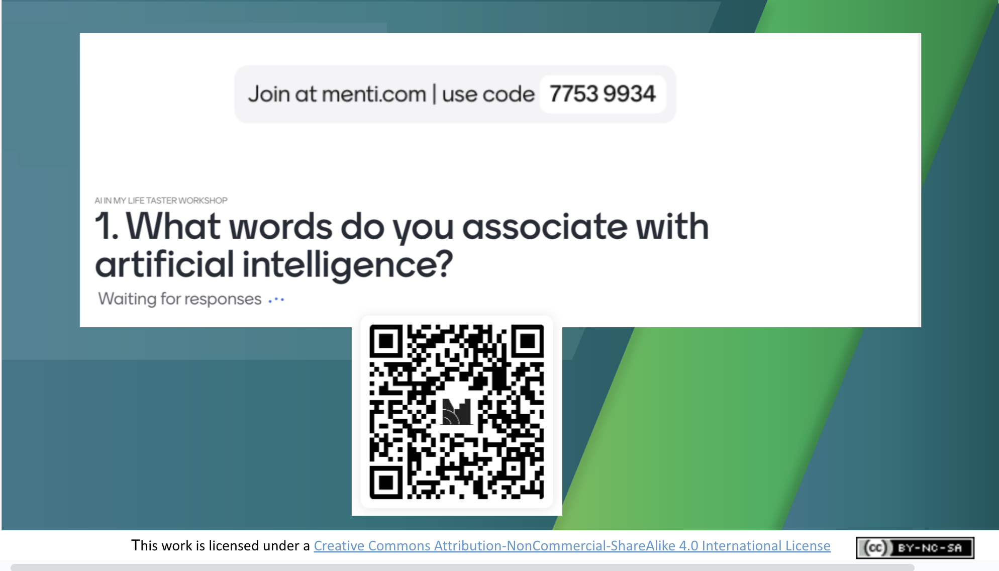 Join at menti.com | use code 7753 9934
AI IN MY LIFE TASTER WORKSHOP
1. What words do you associate with
artificial intelligence?
Waiting for responses
This work is licensed under a Creative Commons Attribution-NonCommercial-ShareAlike 4.0 International License
cc BY-NC-SA